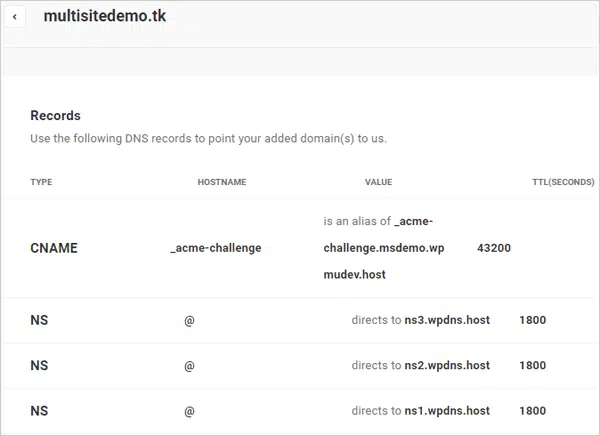 multisitedemo.tk
Records
Use the following DNS records to point your added domain(s) to us.
TYPE HOSTNAME VALUE TTL(SECONDS)
is an alias of _acme-
CNAME _acme-challenge challenge.msdemo.wp 43200
mudev.host
NS @ directs to ns3.wpdns.host 1800
NS @ directs to ns2.wpdns.host 1800
NS @ directs to ns1.wpdns.host 1800